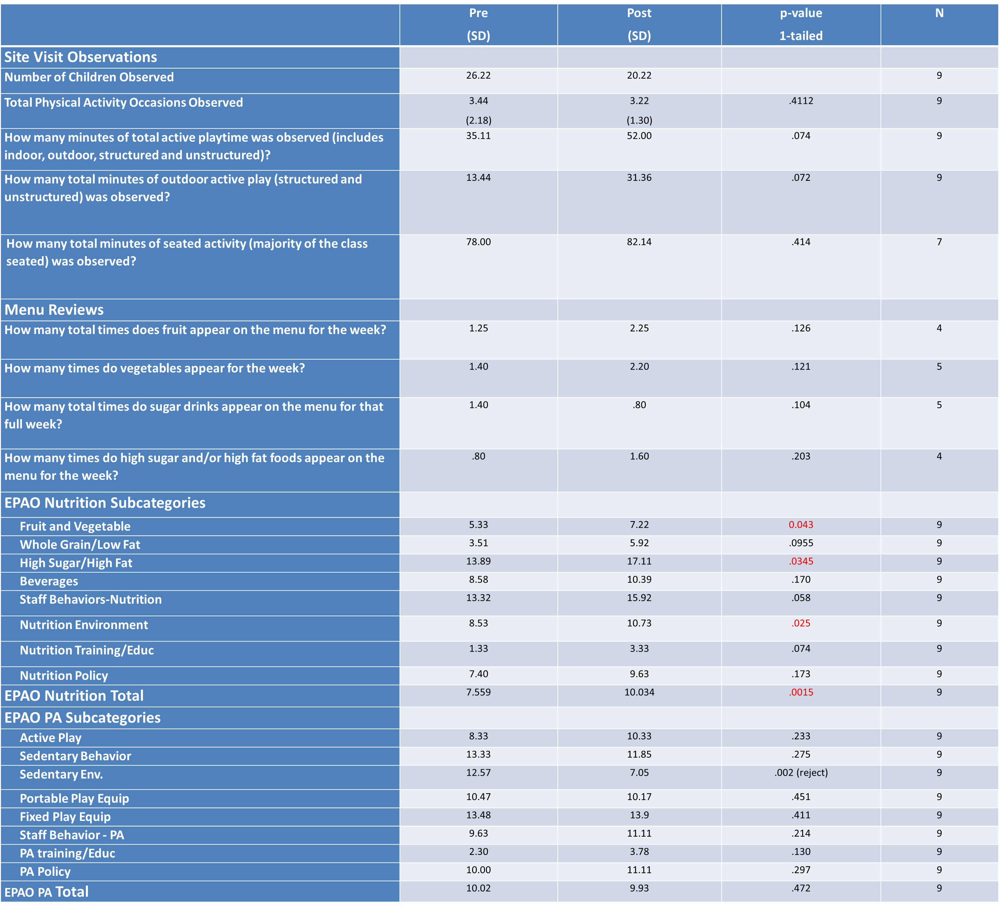 Pre Post p-value N
(SD) (SD) 1-tailed
Site Visit Observations
Number of Children Observed 26.22 20.22 9
Total Physical Activity Occasions Observed 3.44 3.22 .4112 9
(2.18) (1.30)
How many minutes of total active playtime was observed (includes 35.11 52.00 .074 9
indoor, outdoor, structured and unstructured)?
How many total minutes of outdoor active play (structured and 13.44 31.36 .072 9
unstructured) was observed?
How many total minutes of seated activity (majority of the class 78.00 82.14 .414 7
seated) was observed?
Menu Reviews
How many total times does fruit appear on the menu for the week? 1.25 2.25 .126 4
How many times do vegetables appear for the week? 1.40 2.20 .121 5
How many total times do sugar drinks appear on the menu for that 1.40 .80 .104 5
full week?
How many times do high sugar and/or high fat foods appear on the .80 1.60 .203 4
menu for the week?
EPAO Nutrition Subcategories
Fruit and Vegetable 5.33 7.22 0.043 9
Whole Grain/Low Fat 3.51 5.92 .0955 9
High Sugar/High Fat 13.89 17.11 .0345 9
Beverages 8.58 10.39 .170 9
Staff Behaviors-Nutrition 13.32 15.92 .058 9
Nutrition Environment 8.53 10.73 .025 9
Nutrition Training/Educ 1.33 3.33 .074 9
Nutrition Policy 7.40 9.63 .173 9
EPAO Nutrition Total 7.559 10.034 .0015 9
EPAO PA Subcategories
Active Play 8.33 10.33 .233 9
Sedentary Behavior 13.33 11.85 .275 9
Sedentary Env. 12.57 7.05 .002 (reject) 9
Portable Play Equip 10.47 10.17 .451 9
Fixed Play Equip 13.48 13.9 .411 9
Staff Behavior - PA 9.63 11.11 .214 9
PA training/Educ 2.30 3.78 .130 9
PA Policy 10.00 11.11 .297 9
EPAO PA Total 10.02 9.93 .472 9